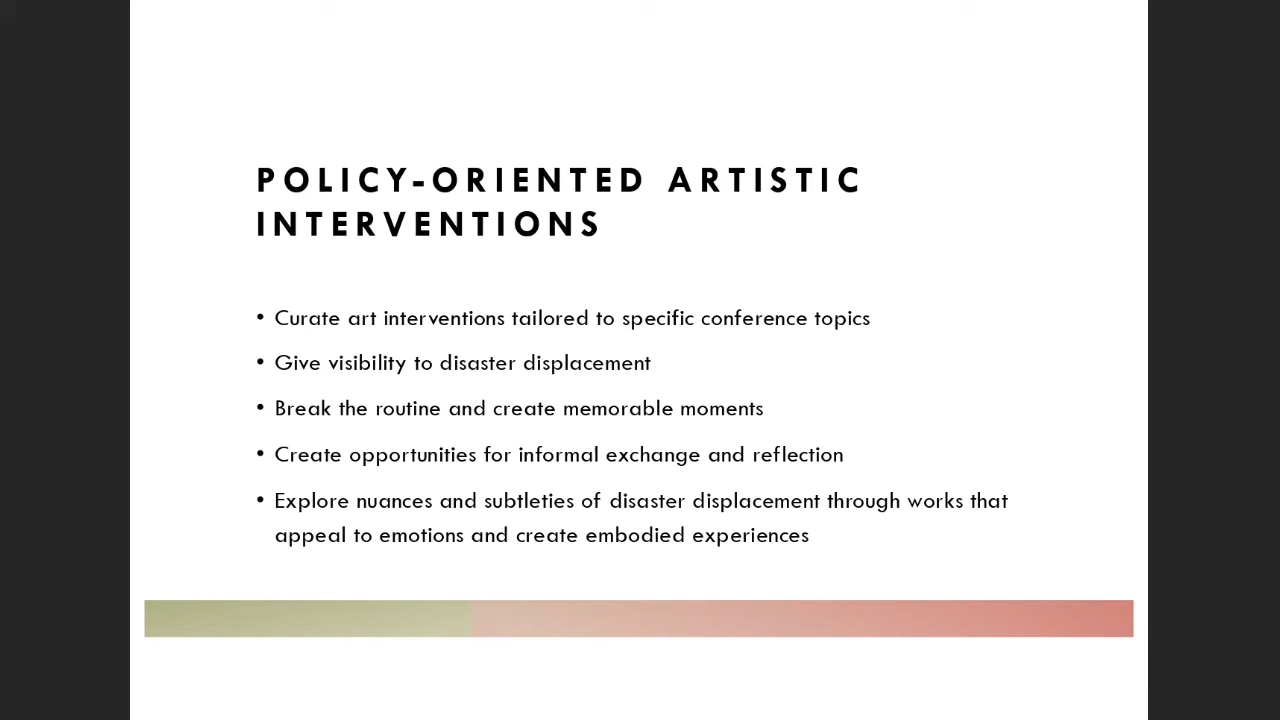 POLICY-ORIENTED ARTISTIC
INTERVENTIONS
• Curate art interventions tailored to specific conference topics
• Give visibility to disaster displacement
• Break the routine and create memorable moments
• Create opportunities for informal exchange and reflection
• Explore nuances and subtleties of disaster displacement through works that
appeal to emotions and create embodied experiences